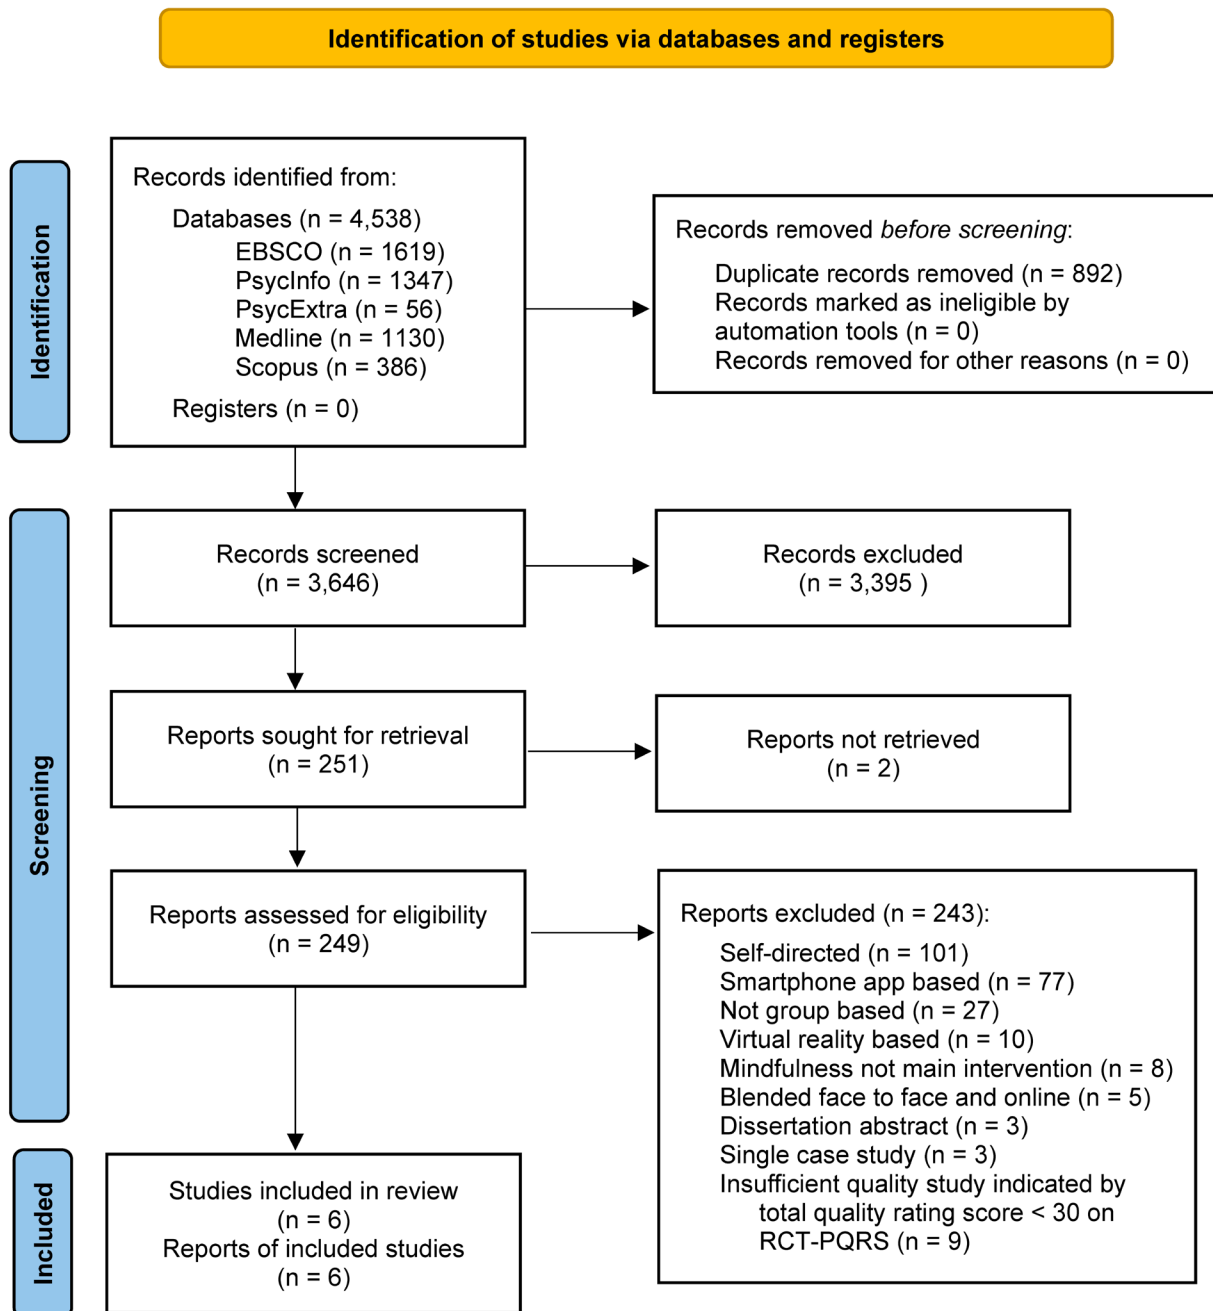 Identification of studies via databases and registers
Identification
Records identified from:
Databases (n = 4,538)
EBSCO (n = 1619)
PsycInfo (n = 1347)
PsycExtra (n = 56)
Medline (n = 1130)
Scopus (n = 386)
Registers (n = 0)
Records removed before screening:
Duplicate records removed (n = 892)
Records marked as ineligible by
automation tools (n = 0)
Records removed for other reasons (n = 0)
Screening
Records screened
(n = 3,646)
Records excluded
(n = 3,395 )
Reports sought for retrieval
(n = 251)
Reports not retrieved
(n = 2)
Reports assessed for eligibility
(n = 249)
Reports excluded (n = 243):
Self-directed (n = 101)
Smartphone app based (n = 77)
Not group based (n = 27)
Virtual reality based (n = 10)
Mindfulness not main intervention (n = 8)
Blended face to face and online (n = 5)
Dissertation abstract (n = 3)
Single case study (n = 3)
Insufficient quality study indicated by
total quality rating score < 30 on
RCT-PQRS (n = 9)
Included
Studies included in review
(n = 6)
Reports of included studies
(n = 6)